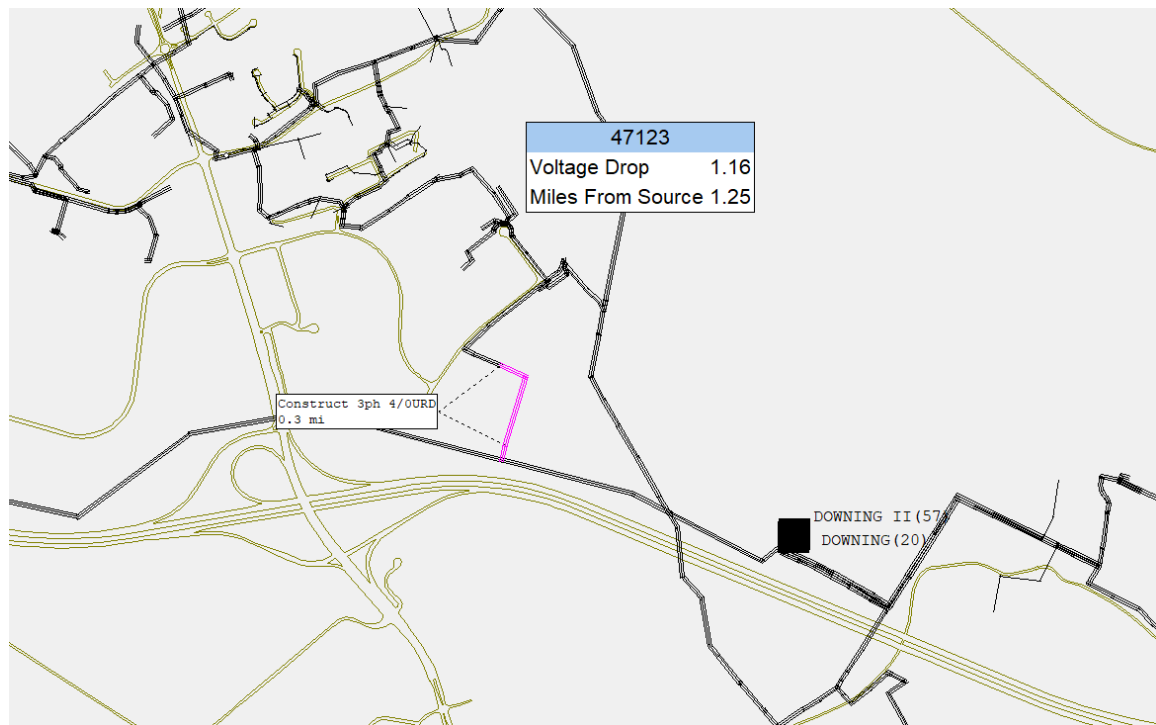 47123
Voltage Drop 1.16
Miles From Source 1.25
Construct 3ph 4/0URD
0.3 mi
DOWNING II(57)
DOWNING(20)